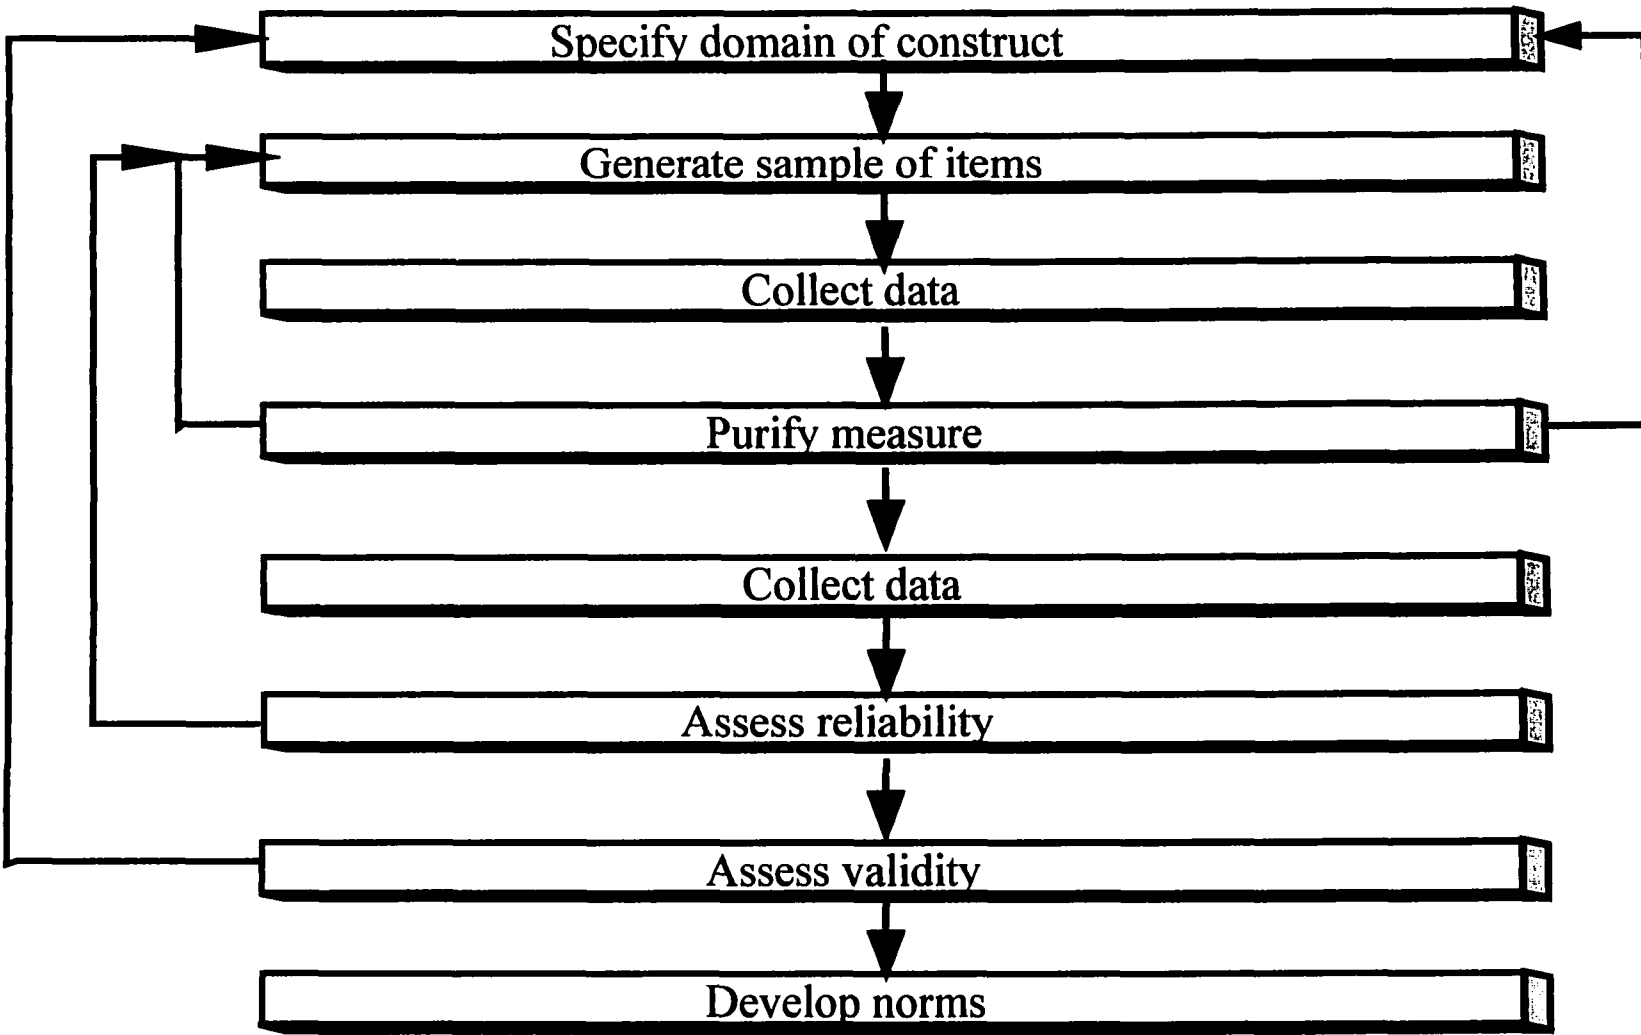 Specify domain of construct
Generate sample of items
Collect data
Purify measure
Collect data
Assess reliability
Assess validity
Develop norms